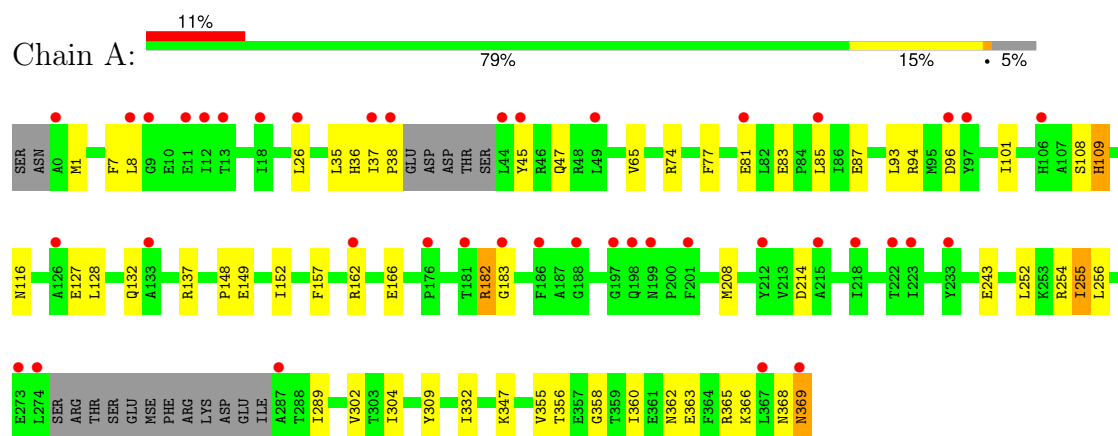 11%
Chain A:
79% 15% • 5%
SER ASN A0 M1 F7 L8 G9 E10 E11 I12 T13 I18 L26 L35 H36 I37 P38 GLU ASP ASP THR SER L44 Y45 R46 Q47 R48 L49 V65 R74 F77 E81 L82 E83 P84 L85 I86 E87 L93 R94 M95 D96 Y97 I101 H106 A107 S108 H109
N116 A126 E127 L128 Q132 A133 R137 P148 E149 I152 F157 R162 E166 P176 T181 R182 G183 F186 A187 G188 G197 Q198 N199 P200 F201 M208 Y212 V213 D214 A215 I218 T222 I223 Y233 E243 L252 K253 R254 I255 L256
E273 L274 SER ARG THR SER GLU MSE PHE ARG LYS ASP GLU ILE A287 T288 I289 V302 T303 I304 Y309 I332 K347 V355 T356 E357 G358 T359 I360 E361 N362 E363 F364 R365 K366 L367 N368 N369